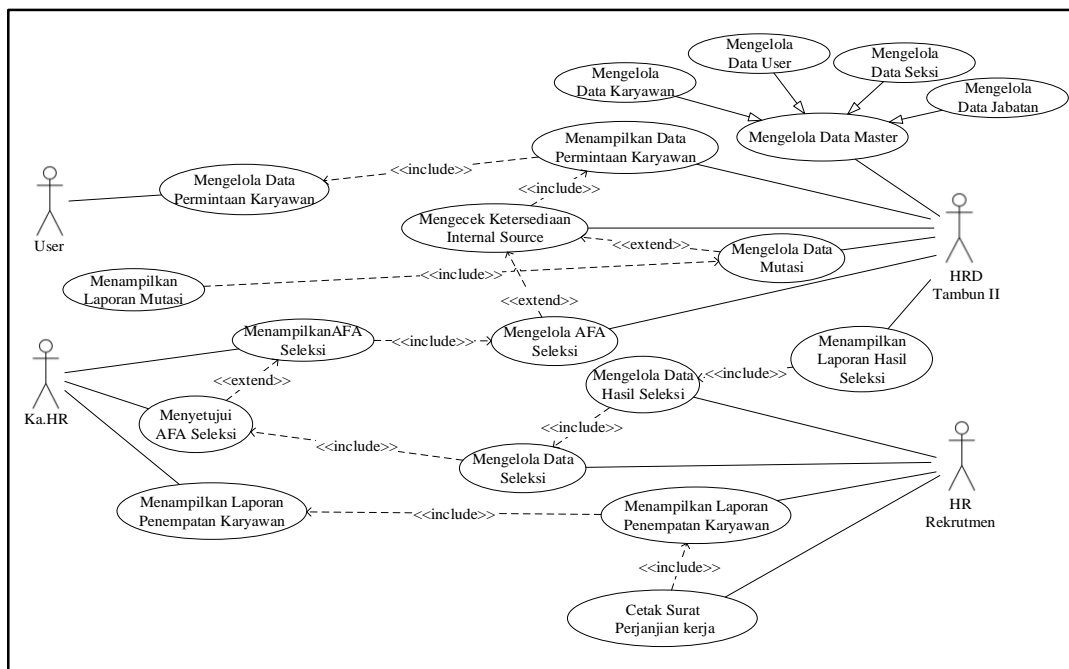 Mengelola
Data User
Mengelola
Data Seksi
Mengelola
Data Karyawan
Mengelola
Data Jabatan
Mengelola Data Master
Menampilkan Data
Permintaan Karyawan
<<include>>
Mengelola Data
Permintaan Karyawan
<<include>>
User
Mengecek Ketersediaan
Internal Source
<<extend>>
Mengelola Data
Mutasi
HRD
Tambun II
Menampilkan
Laporan Mutasi
<<include>>
<<extend>>
MenampilkanAFA
Seleksi
<<include>>
Mengelola AFA
Seleksi
Menampilkan
Laporan Hasil
Seleksi
Ka.HR
<<extend>>
Mengelola Data
Hasil Seleksi
<<include>>
Menyetujui
AFA Seleksi
<<include>>
<<include>>
Mengelola Data
Seleksi
HR
Rekrutmen
Menampilkan Laporan
Penempatan Karyawan
<<include>>
Menampilkan Laporan
Penempatan Karyawan
<<include>>
Cetak Surat
Perjanjian kerja